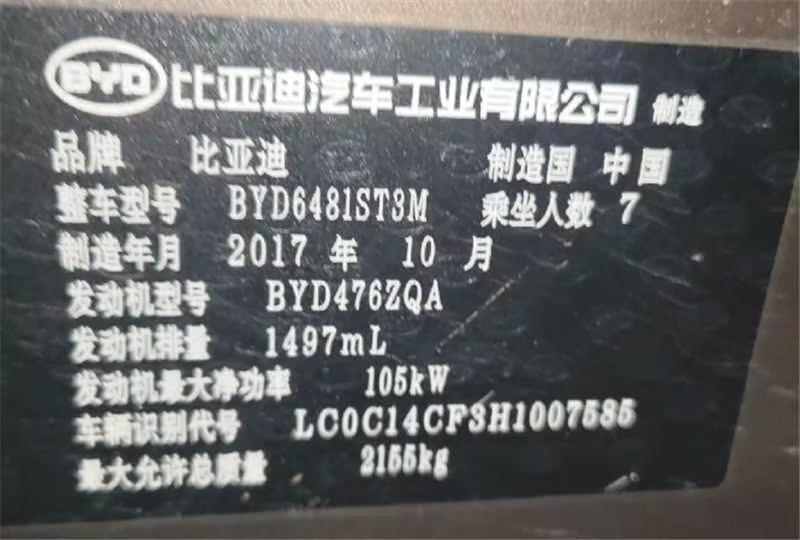 BYD 比亚迪汽车工业有限公司 制造
品牌 比亚迪 制造国 中国
整车型号 BYD6481ST3M 乘坐人数 7
制造年月 2017 年 10 月
发动机型号 BYD476ZQA
发动机排量 1497mL
发动机最大净功率 105kW
车辆识别代号 LC0C14CF3H1007585
最大允许总质量 2155kg